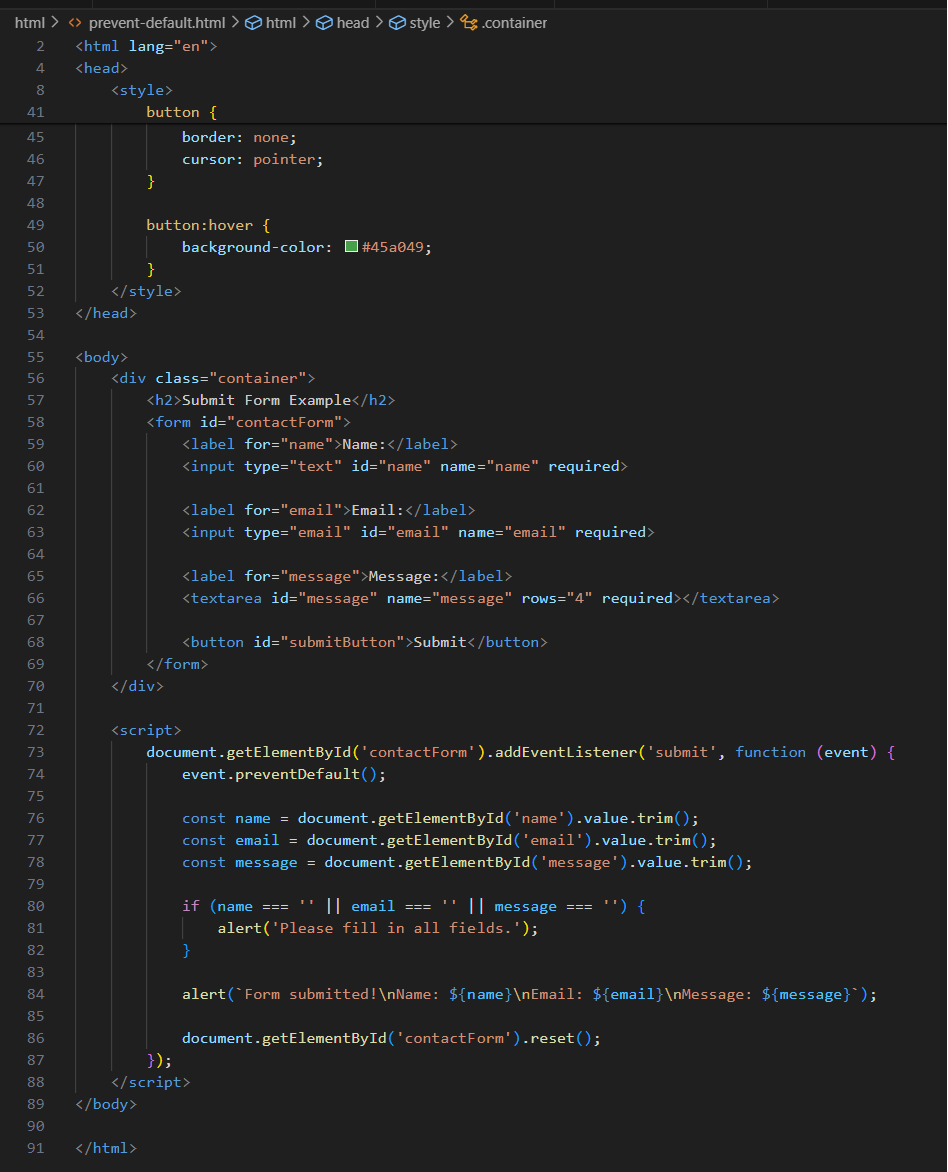 html > <> prevent-default.html > html > head > style > .container
2 <html lang="en">
4 <head>
8     <style>
41         button {
45             border: none;
46             cursor: pointer;
47         }
48
49         button:hover {
50             background-color: #45a049;
51         }
52     </style>
53 </head>
54
55 <body>
56     <div class="container">
57         <h2>Submit Form Example</h2>
58         <form id="contactForm">
59             <label for="name">Name:</label>
60             <input type="text" id="name" name="name" required>
61
62             <label for="email">Email:</label>
63             <input type="email" id="email" name="email" required>
64
65             <label for="message">Message:</label>
66             <textarea id="message" name="message" rows="4" required></textarea>
67
68             <button id="submitButton">Submit</button>
69         </form>
70     </div>
71
72     <script>
73         document.getElementById('contactForm').addEventListener('submit', function (event) {
74             event.preventDefault();
75
76             const name = document.getElementById('name').value.trim();
77             const email = document.getElementById('email').value.trim();
78             const message = document.getElementById('message').value.trim();
79
80             if (name === '' || email === '' || message === '') {
81                 alert('Please fill in all fields.');
82             }
83
84             alert(`Form submitted!\nName: ${name}\nEmail: ${email}\nMessage: ${message}`);
85
86             document.getElementById('contactForm').reset();
87         });
88     </script>
89 </body>
90
91 </html>